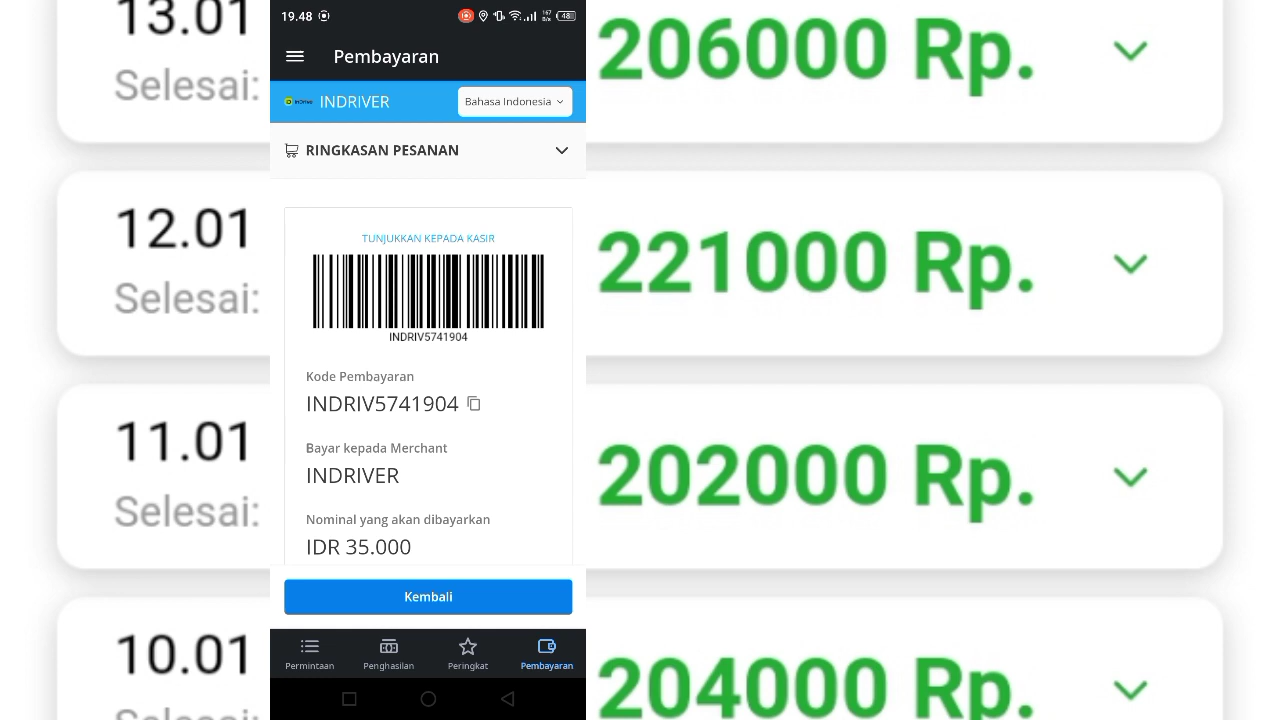 13.01
Selesai:
206000 Rp.
12.01
Selesai:
221000 Rp.
11.01
Selesai:
202000 Rp.
10.01
204000 Rp.
19.48
48
Pembayaran
inDrive INDRIVER
Bahasa Indonesia
RINGKASAN PESANAN
TUNJUKKAN KEPADA KASIR
INDRIV5741904
Kode Pembayaran
INDRIV5741904
Bayar kepada Merchant
INDRIVER
Nominal yang akan dibayarkan
IDR 35.000
Kembali
Permintaan Penghasilan Peringkat Pembayaran